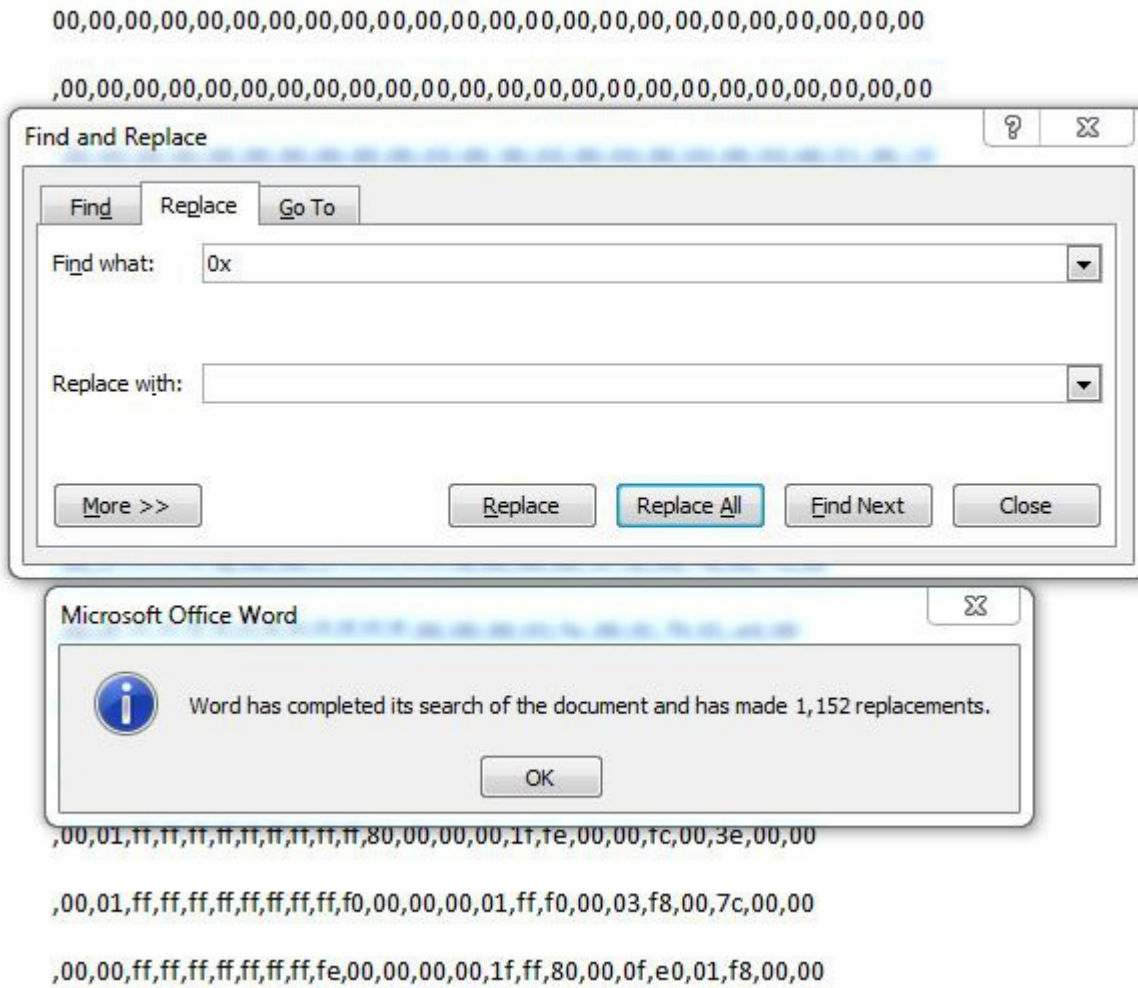 00,00,00,00,00,00,00,00,00,00,00,00,00,00,00,00,00,00,00,00,00,00,00,00
,00,00,00,00,00,00,00,00,00,00,00,00,00,00,00,00,00,00,00,00,00,00,00,00
Find and Replace
Find Replace Go To
Find what: 0x
Replace with:
More >> Replace Replace All Find Next Close
Microsoft Office Word
Word has completed its search of the document and has made 1,152 replacements.
OK
,00,01,ff,ff,ff,ff,ff,ff,ff,ff,ff,80,00,00,00,1f,fe,00,00,fc,00,3e,00,00
,00,01,ff,ff,ff,ff,ff,ff,ff,ff,f0,00,00,00,01,ff,f0,00,03,f8,00,7c,00,00
,00,00,ff,ff,ff,ff,ff,ff,ff,fe,00,00,00,00,1f,ff,80,00,0f,e0,01,f8,00,00